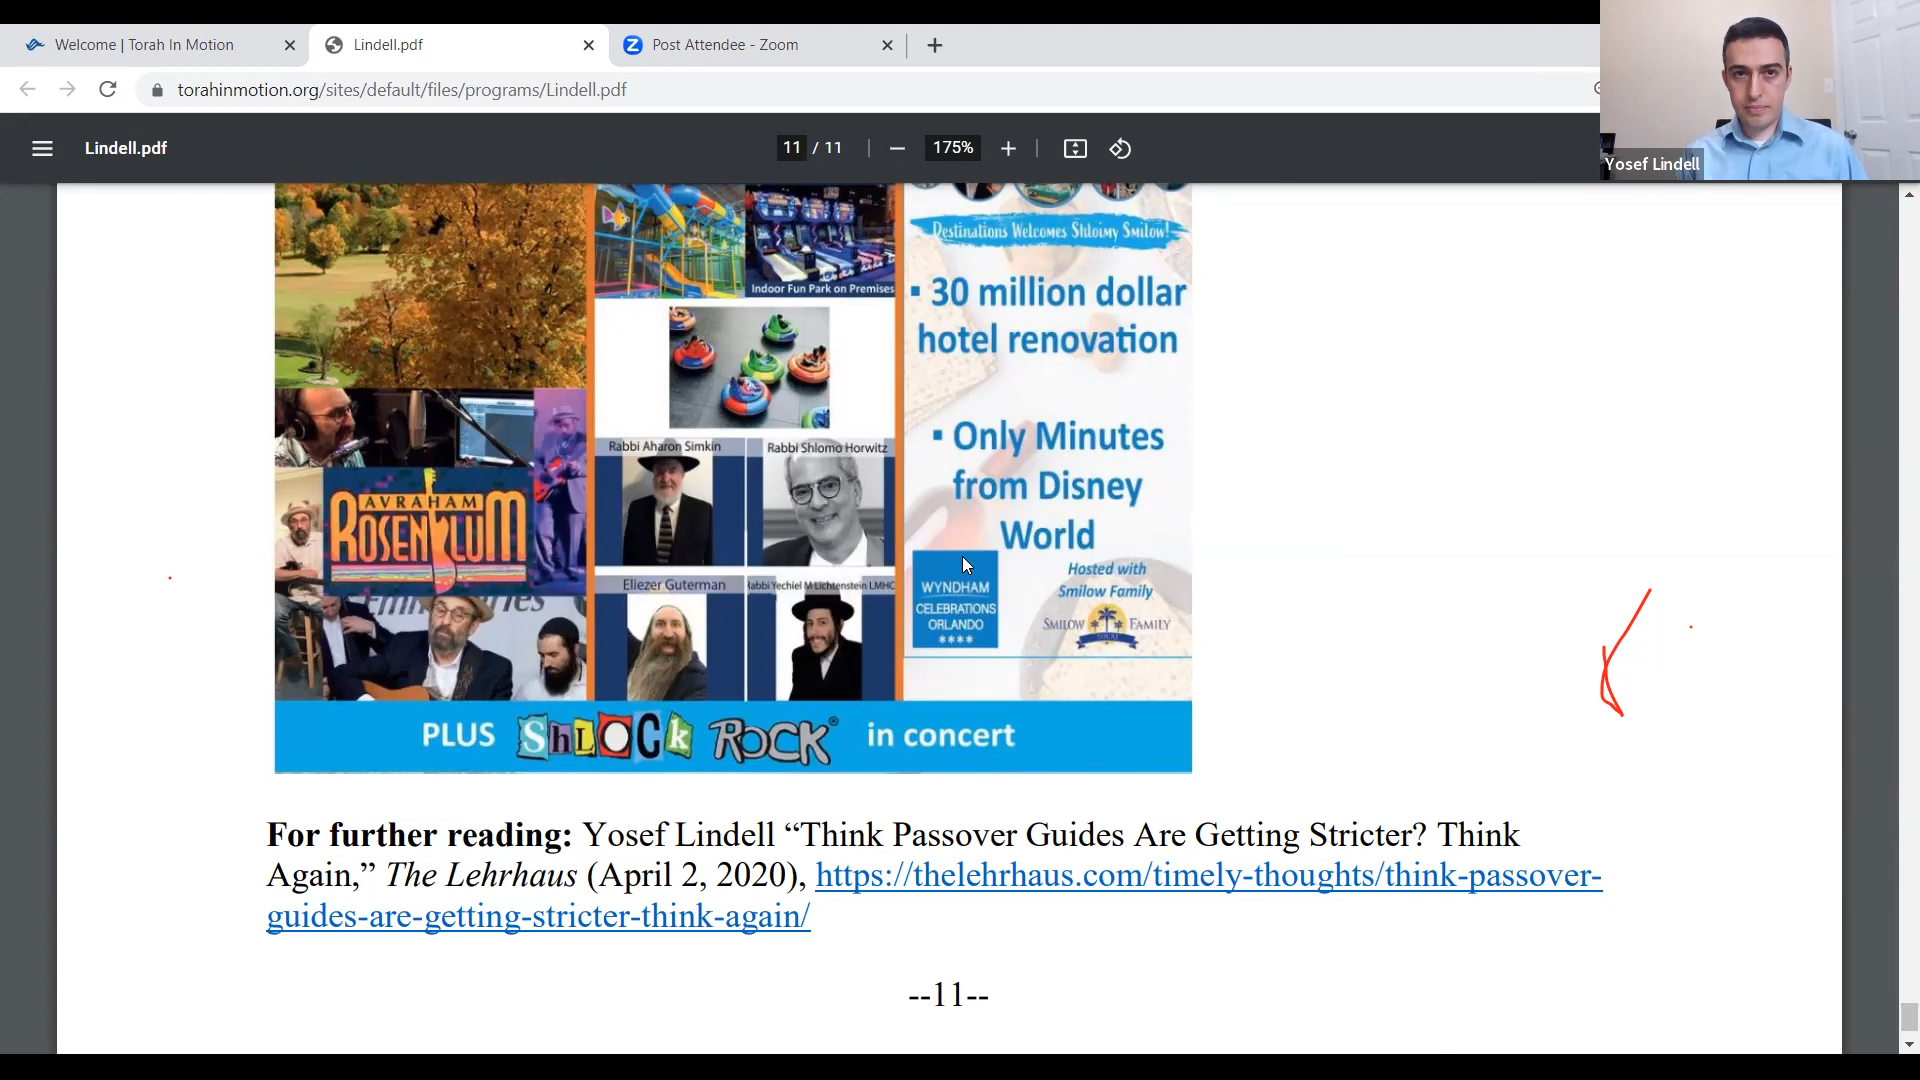 Welcome | Torah In Motion
Lindell.pdf
Post Attendee - Zoom
torahinmotion.org/sites/default/files/programs/Lindell.pdf
Lindell.pdf
11 / 11
175%
Yosef Lindell
Destinations Welcomes Shloimy Smilow!
Indoor Fun Park on Premises
▪ 30 million dollar
hotel renovation
▪ Only Minutes
from Disney
World
Rabbi Aharon Simkin
Rabbi Shlomo Horwitz
AVRAHAM
ROSENBLUM
Eliezer Guterman
Rabbi Yechiel M Lichtenstein LMHC
WYNDHAM
CELEBRATIONS
ORLANDO
****
Hosted with
Smilow Family
SMILOW FAMILY
TOURS
PLUS SHLOCK ROCK® in concert
For further reading: Yosef Lindell “Think Passover Guides Are Getting Stricter? Think
Again,” The Lehrhaus (April 2, 2020), https://thelehrhaus.com/timely-thoughts/think-passover-
guides-are-getting-stricter-think-again/
--11--